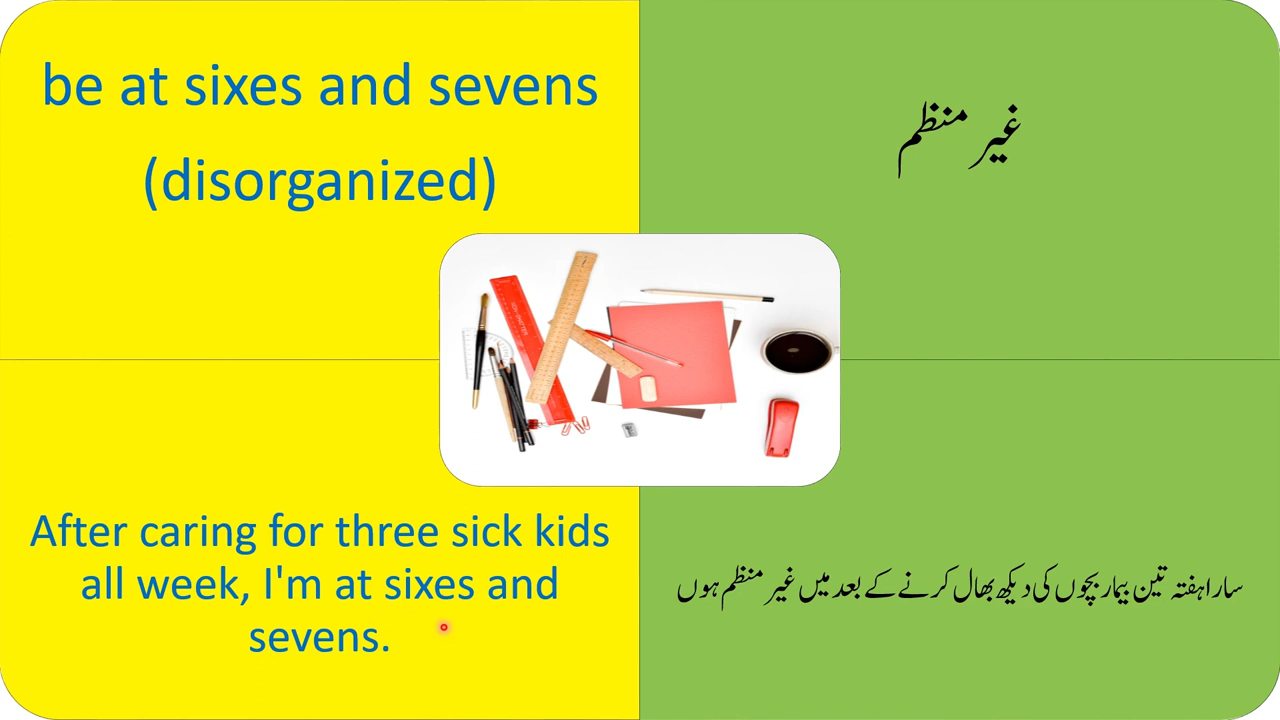 be at sixes and sevens
(disorganized)
غیر منظم
After caring for three sick kids
all week, I'm at sixes and
sevens.
سارا ہفتہ تین بیمار بچوں کی دیکھ بھال کرنے کے بعد میں غیر منظم ہوں